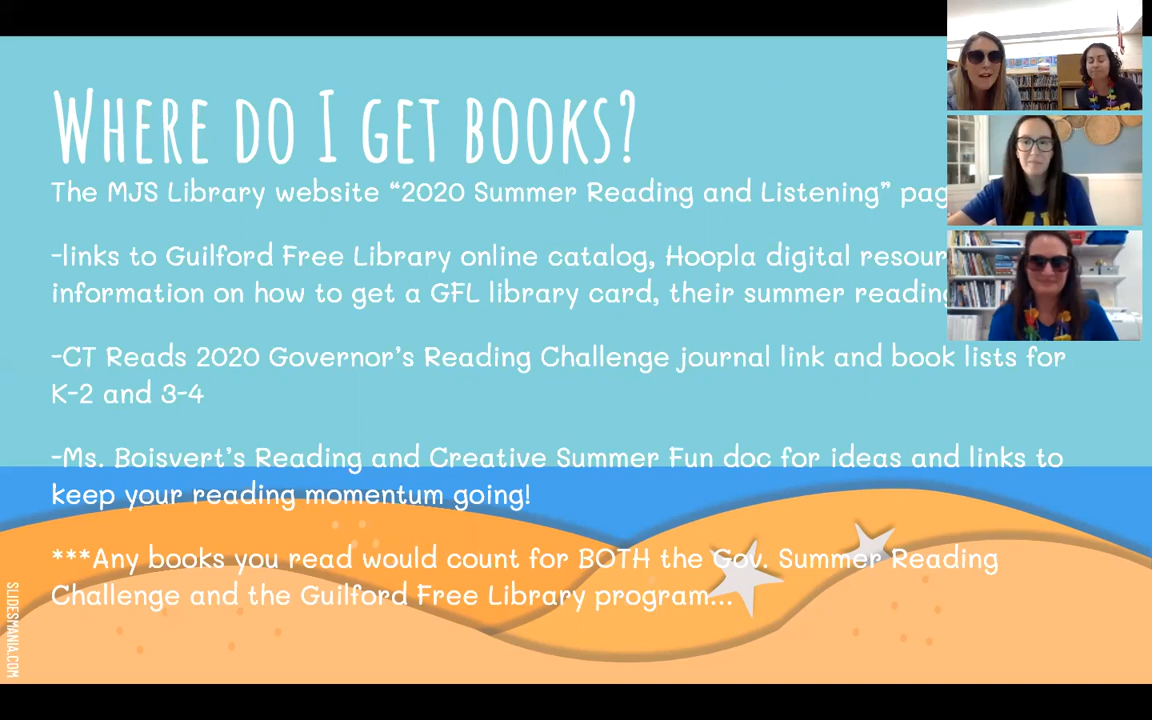 WHERE DO I GET BOOKS?
The MJS Library website “2020 Summer Reading and Listening”
-links to Guilford Free Library online catalog, Hoopla digital
information on how to get a GFL library card, their summer
-CT Reads 2020 Governor’s Reading Challenge journal link and book lists for
K-2 and 3-4
-Ms. Boisvert’s Reading and Creative Summer Fun doc for ideas and links to
keep your reading momentum going!
***Any books you read would count for BOTH the Gov. Summer Reading
Challenge and the Guilford Free Library program...
SLIDESMANIA.COM